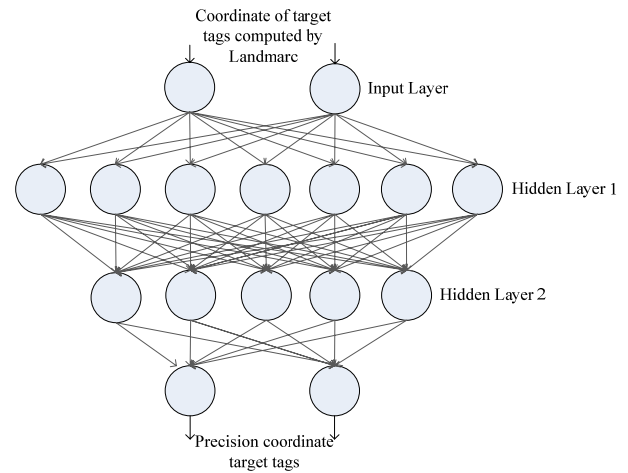 Coordinate of target
tags computed by
Landmarc
Input Layer
Hidden Layer 1
Hidden Layer 2
Precision coordinate
target tags